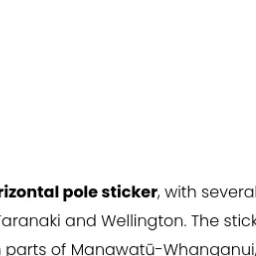 rizontal pole sticker, with several
Taranaki and Wellington. The stick
parts of Manawatū-Whanganui,